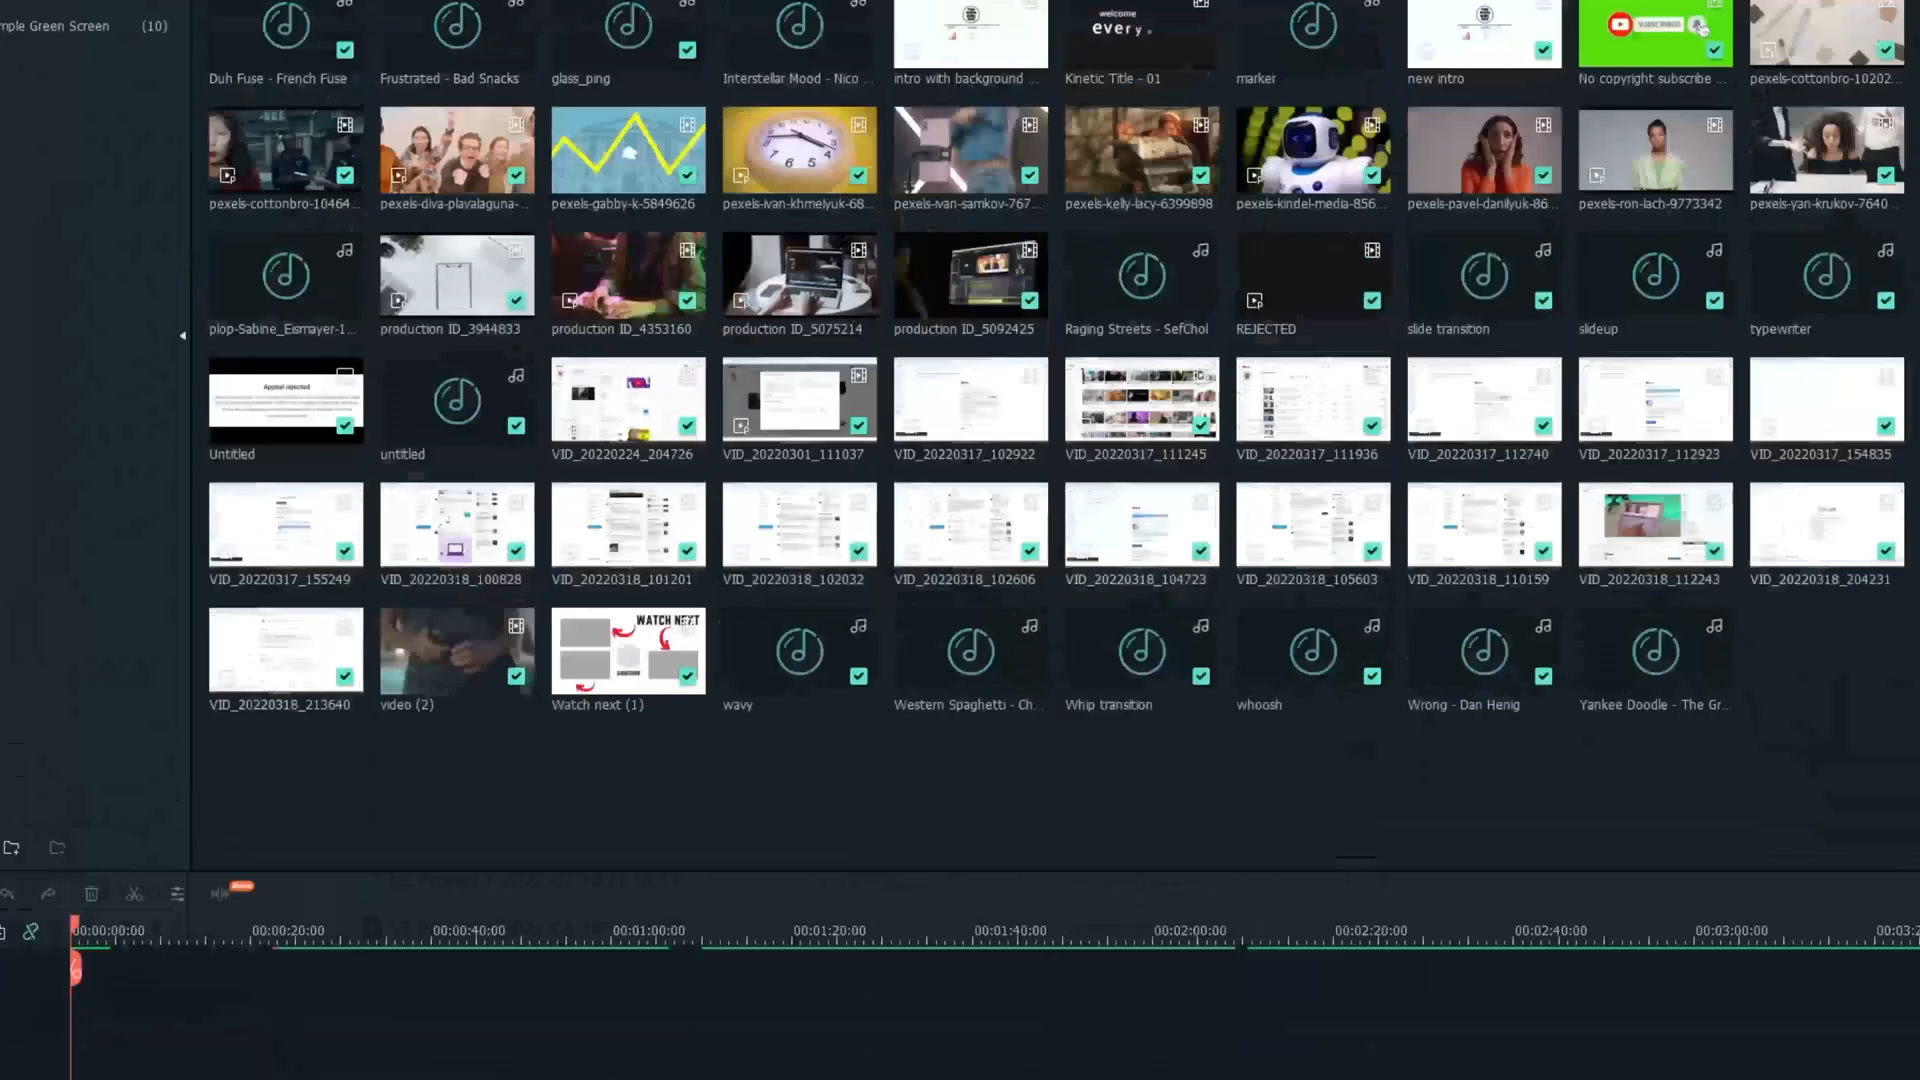 mple Green Screen (10)
welcome
every.
SUBSCRIBED
Duh Fuse - French Fuse
Frustrated - Bad Snacks
glass_ping
Interstellar Mood - Nico ...
intro with background ...
Kinetic Title - 01
marker
new intro
No copyright subscribe ...
pexels-cottonbro-10202...
pexels-cottonbro-10464...
pexels-diva-plavalaguna-...
pexels-gabby-k-5849626
pexels-ivan-khmelyuk-68...
pexels-ivan-samkov-767...
pexels-kelly-lacy-6399898
pexels-kindel-media-856...
pexels-pavel-danilyuk-86...
pexels-ron-lach-9773342
pexels-yan-krukov-7640...
plop-Sabine_Eismayer-1...
production ID_3944833
production ID_4353160
production ID_5075214
production ID_5092425
Raging Streets - SefChol
REJECTED
slide transition
slideup
typewriter
Appeal rejected
Untitled
untitled
VID_20220224_204726
VID_20220301_111037
VID_20220317_102922
VID_20220317_111245
VID_20220317_111936
VID_20220317_112740
VID_20220317_112923
VID_20220317_154835
VID_20220317_155249
VID_20220318_100828
VID_20220318_101201
VID_20220318_102032
VID_20220318_102606
VID_20220318_104723
VID_20220318_105603
VID_20220318_110159
VID_20220318_112243
VID_20220318_204231
WATCH NEXT
VID_20220318_213640
video (2)
Watch next (1)
wavy
Western Spaghetti - Ch...
Whip transition
whoosh
Wrong - Dan Henig
Yankee Doodle - The Gr...
00:00:00:00
00:00:20:00
00:00:40:00
00:01:00:00
00:01:20:00
00:01:40:00
00:02:00:00
00:02:20:00
00:02:40:00
00:03:00:00
00:03:2